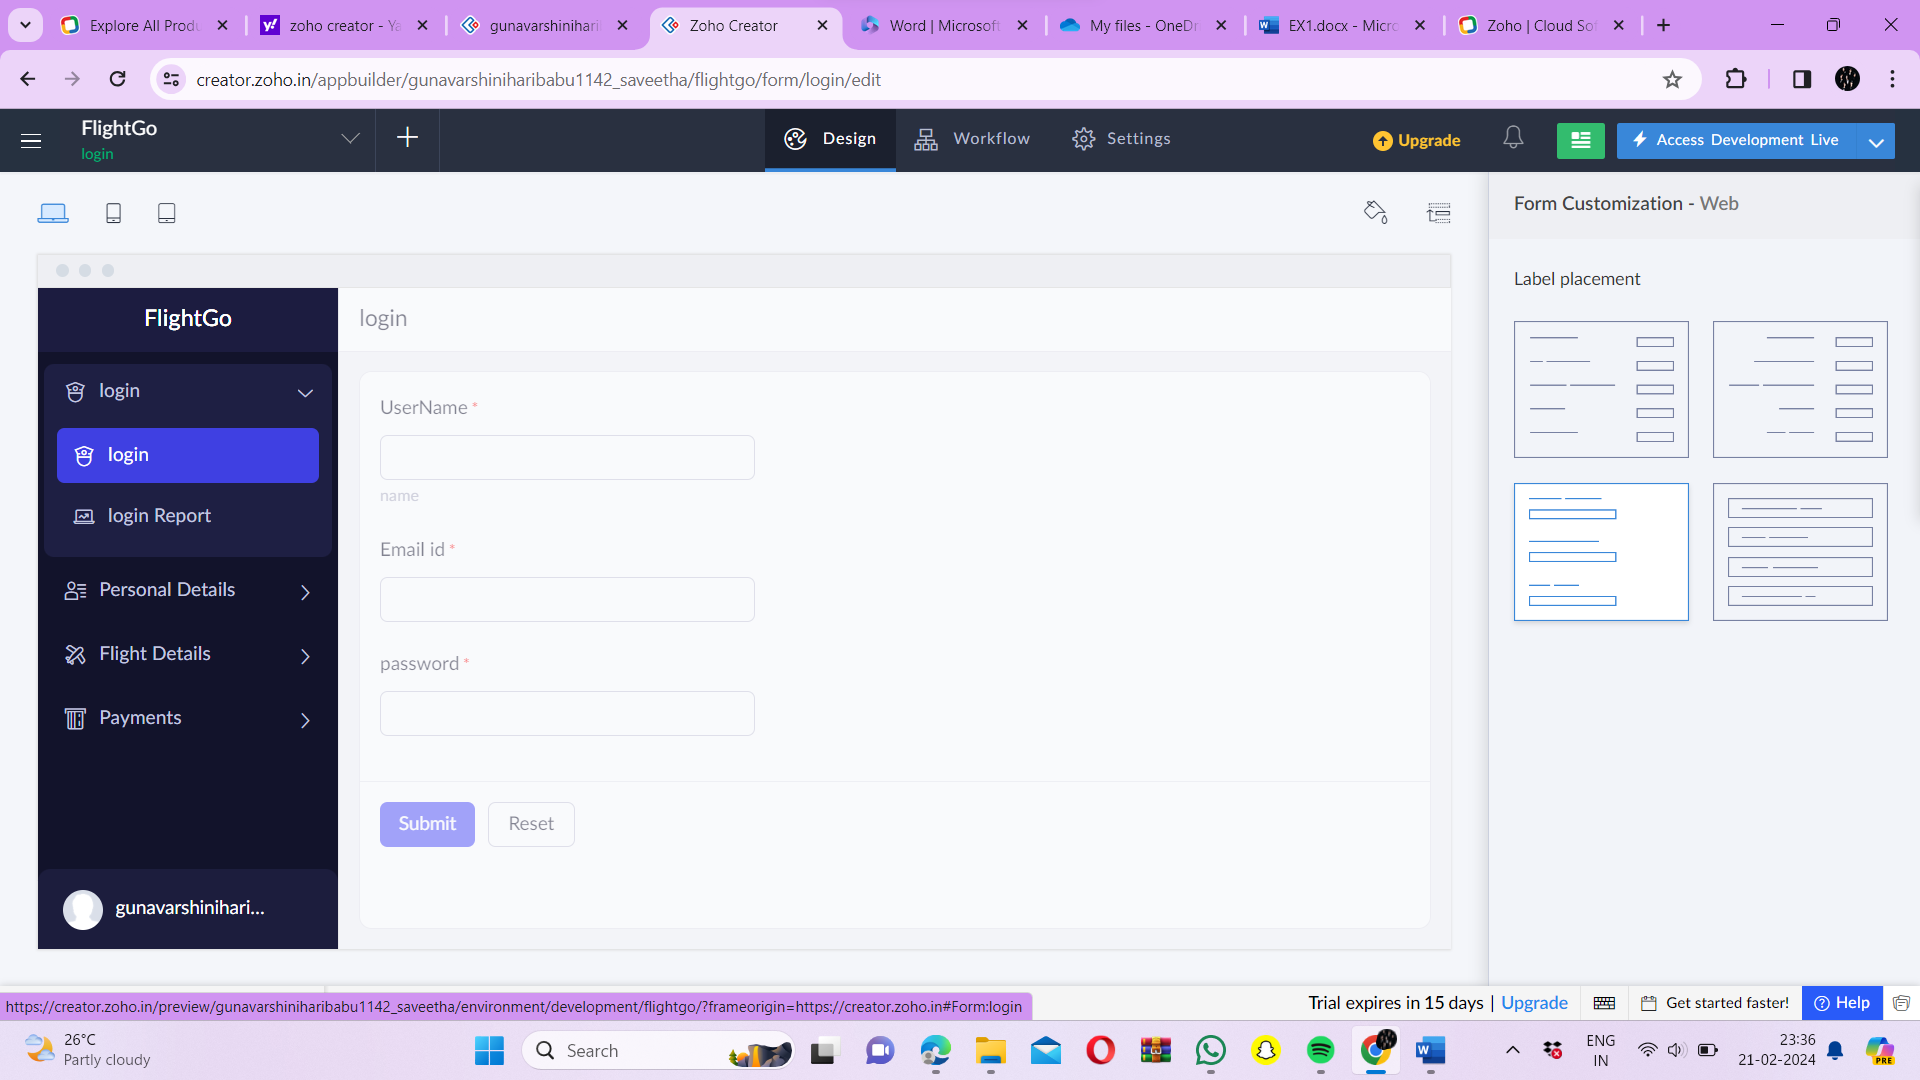 Explore All Produ
zoho creator - Ya
gunavarshinihari
Zoho Creator
Word | Microsoft
My files - OneDr
EX1.docx - Micro
Zoho | Cloud Sof
creator.zoho.in/appbuilder/gunavarshiniharibabu1142_saveetha/flightgo/form/login/edit
FlightGo
login
Design
Workflow
Settings
Upgrade
Access Development Live
Form Customization - Web
Label placement
FlightGo
login
login
login Report
Personal Details
Flight Details
Payments
gunavarshinihari...
login
UserName *
name
Email id *
password *
Submit
Reset
https://creator.zoho.in/preview/gunavarshiniharibabu1142_saveetha/environment/development/flightgo/?frameorigin=https://creator.zoho.in#Form:login
Trial expires in 15 days | Upgrade
Get started faster!
Help
26°C
Partly cloudy
Search
ENG
IN
23:36
21-02-2024
PRE